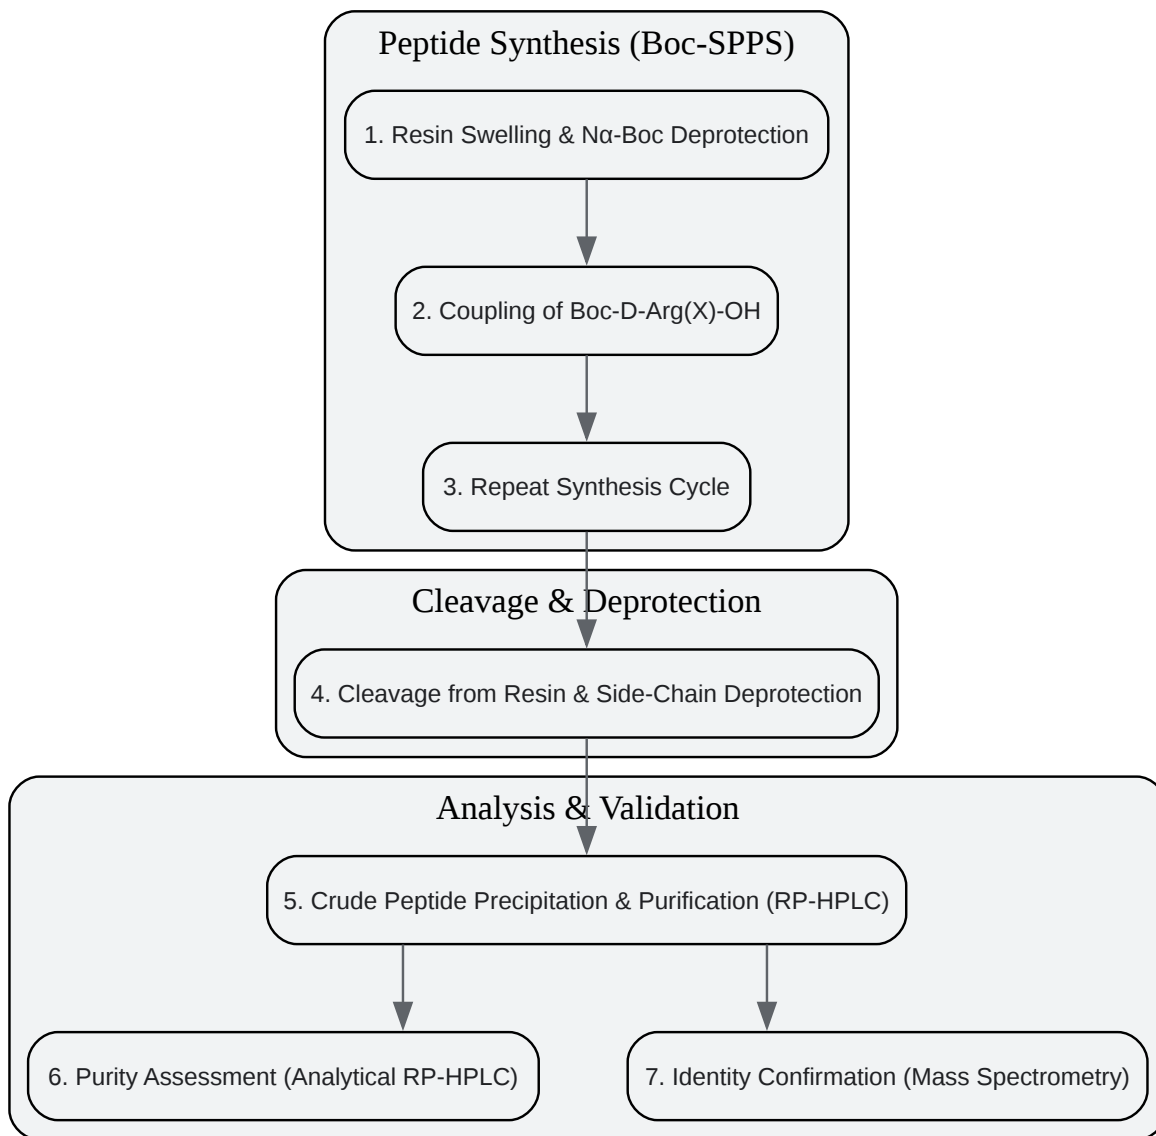 Peptide Synthesis (Boc-SPPS)
1. Resin Swelling & Nα-Boc Deprotection
2. Coupling of Boc-D-Arg(X)-OH
3. Repeat Synthesis Cycle
Cleavage & Deprotection
4. Cleavage from Resin & Side-Chain Deprotection
Analysis & Validation
5. Crude Peptide Precipitation & Purification (RP-HPLC)
6. Purity Assessment (Analytical RP-HPLC)
7. Identity Confirmation (Mass Spectrometry)